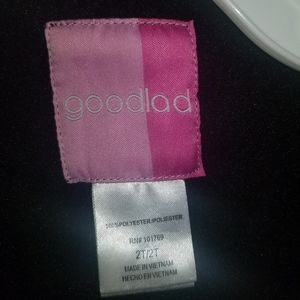 goodlad
100% POLYESTER/POLIESTER
RN# 101769
2T/2T
MADE IN VIETNAM
HECHO EN VIETNAM